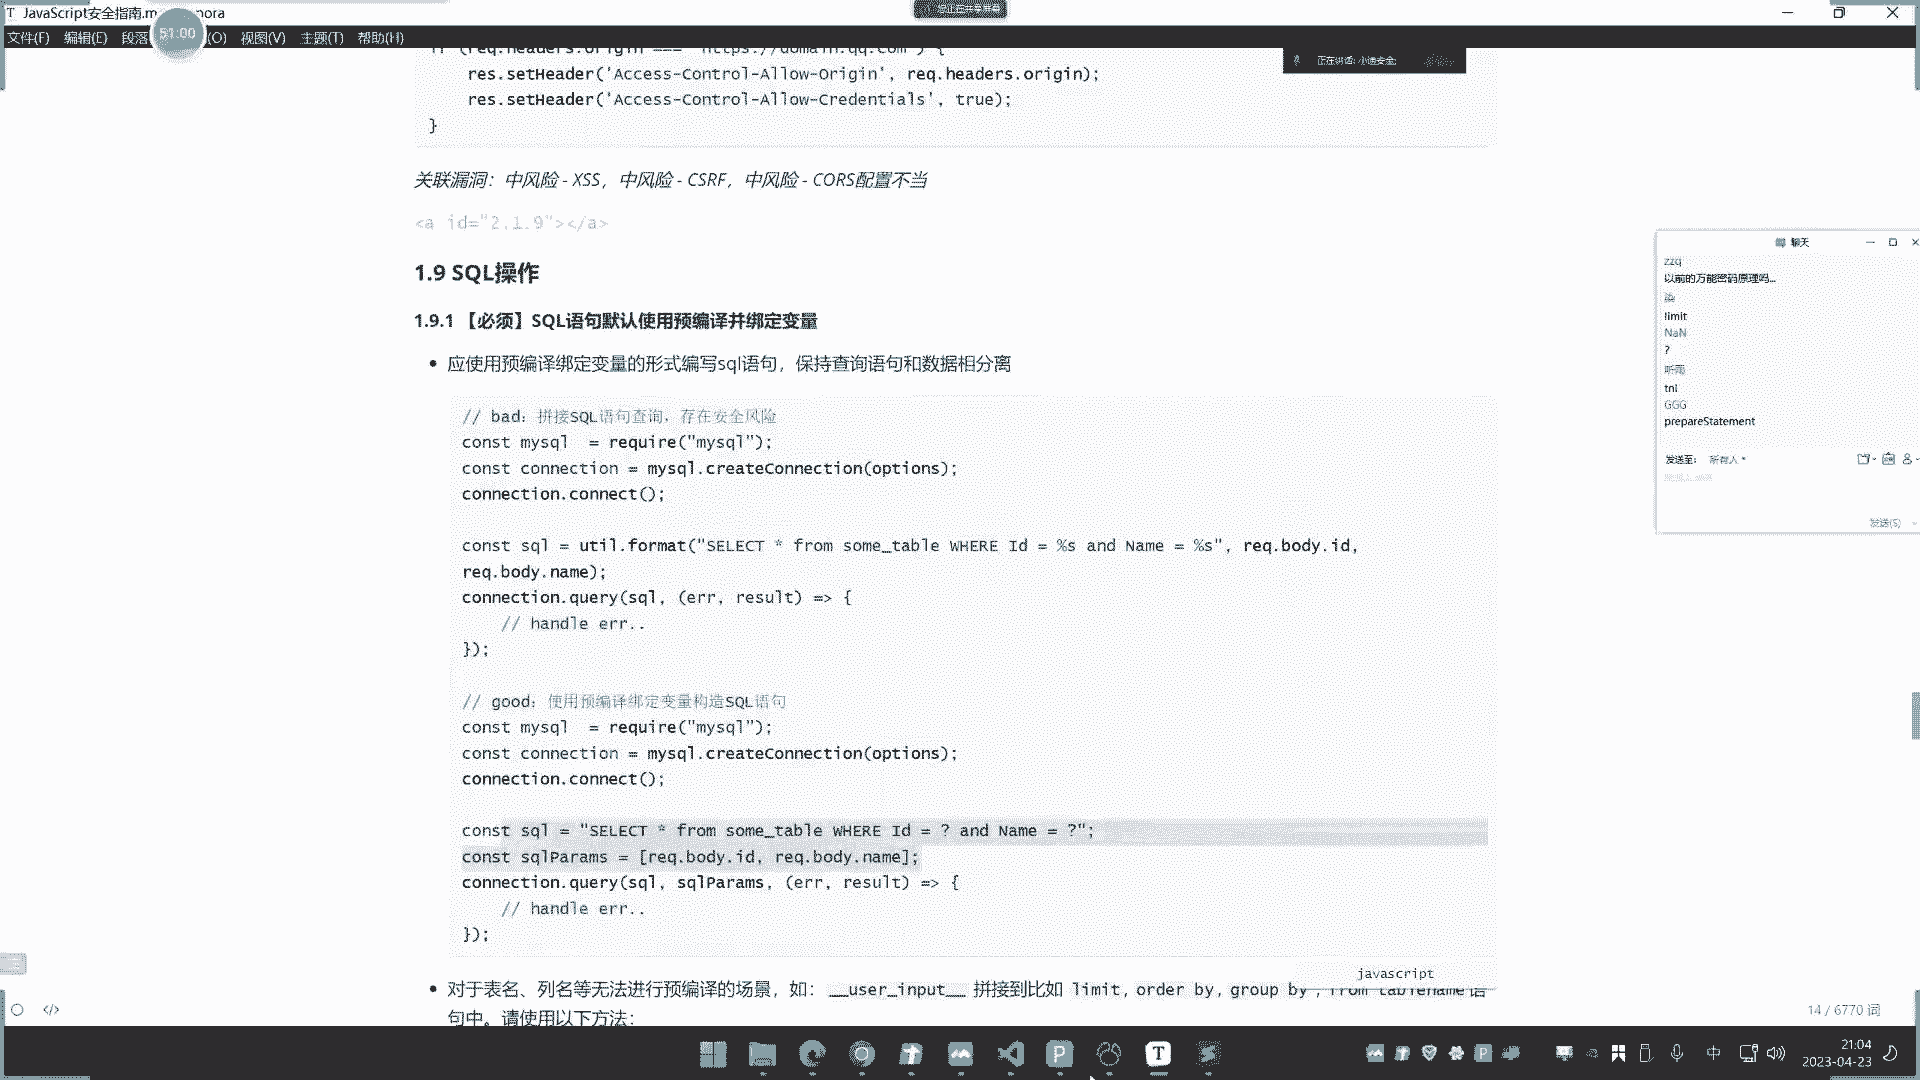 JavaScript安全指南.m
51:00
文件(F) 编辑(E) 段落 (O) 视图(V) 主题(T) 帮助(H)
(req.headers.origin === 'https://domain.qq.com') {
res.setHeader('Access-Control-Allow-Origin', req.headers.origin);
res.setHeader('Access-Control-Allow-Credentials', true);
}
关联漏洞：中风险 - XSS，中风险 - CSRF，中风险 - CORS配置不当
<a id="2.1.9"></a>
1.9 SQL操作
1.9.1 【必须】SQL语句默认使用预编译并绑定变量
应使用预编译绑定变量的形式编写sql语句，保持查询语句和数据相分离
// bad：拼接SQL语句查询，存在安全风险
const mysql  = require("mysql");
const connection = mysql.createConnection(options);
connection.connect();
const sql = util.format("SELECT * from some_table WHERE Id = %s and Name = %s", req.body.id,
req.body.name);
connection.query(sql, (err, result) => {
// handle err..
});
// good：使用预编译绑定变量构造SQL语句
const mysql  = require("mysql");
const connection = mysql.createConnection(options);
connection.connect();
const sql = "SELECT * from some_table WHERE Id = ? and Name = ?";
const sqlParams = [req.body.id, req.body.name];
connection.query(sql, sqlParams, (err, result) => {
// handle err..
});
javascript
对于表名、列名等无法进行预编译的场景，如：__user_input__ 拼接到比如 limit, order by, group by , from tablename 语
句中。请使用以下方法：
聊天
zzq
以前的万能密码原理吗...
limit
NaN
?
听雨
tnl
GGG
prepareStatement
发送至： 所有人
发送(S)
14 / 6770 词
中
21:04
2023-04-23